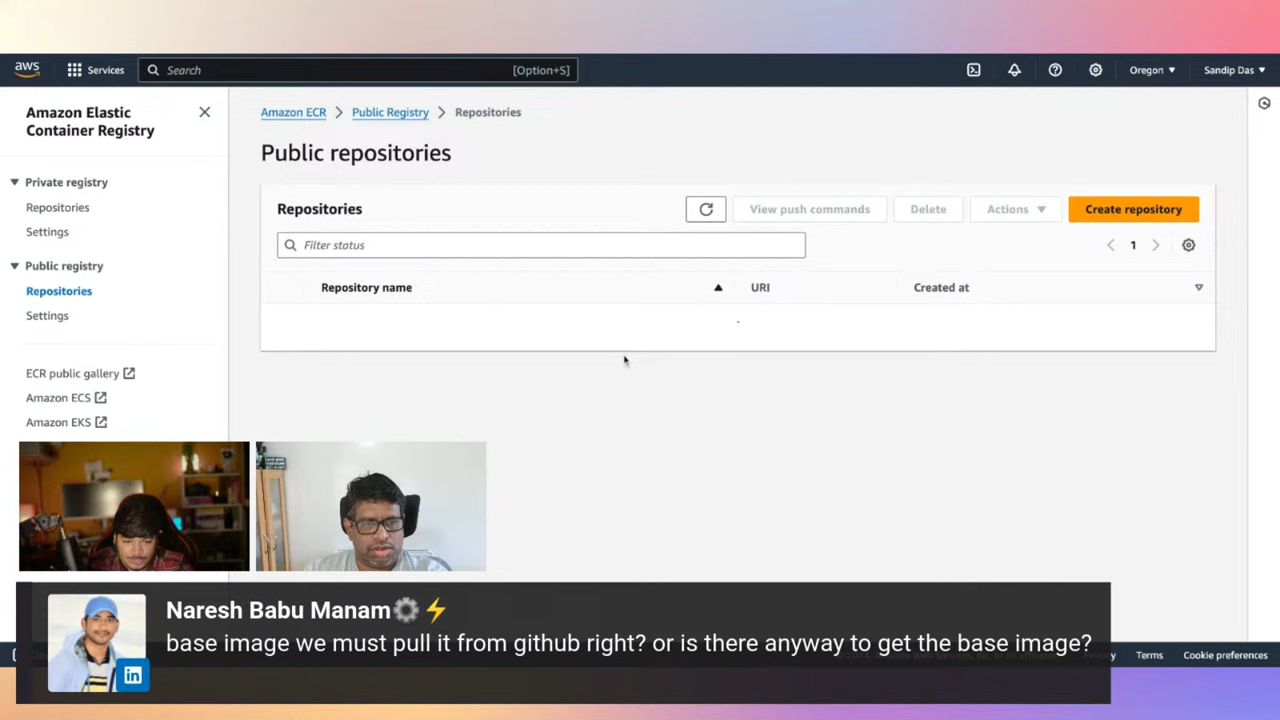 aws
Services
Search
[Option+S]
Oregon
Sandip Das
Amazon Elastic
Container Registry
Private registry
Repositories
Settings
Public registry
Repositories
Settings
ECR public gallery
Amazon ECS
Amazon EKS
Amazon ECR
Public Registry
Repositories
Public repositories
Repositories
View push commands
Delete
Actions
Create repository
Filter status
1
Repository name
URI
Created at
Naresh Babu Manam⚙️⚡
base image we must pull it from github right? or is there anyway to get the base image?
in
Terms
Cookie preferences